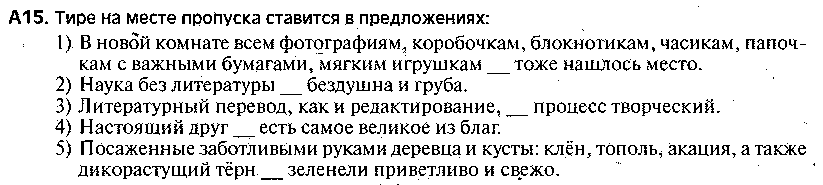 А15. Тире на месте пропуска ставится в предложениях:
1) В новой комнате всем фотографиям, коробочкам, блокнотикам, часикам, папоч-
кам с важными бумагами, мягким игрушкам __ тоже нашлось место.
2) Наука без литературы __ бездушна и груба.
3) Литературный перевод, как и редактирование, __ процесс творческий.
4) Настоящий друг __ есть самое великое из благ.
5) Посаженные заботливыми руками деревца и кусты: клён, тополь, акация, а также
дикорастущий тёрн __ зеленели приветливо и свежо.